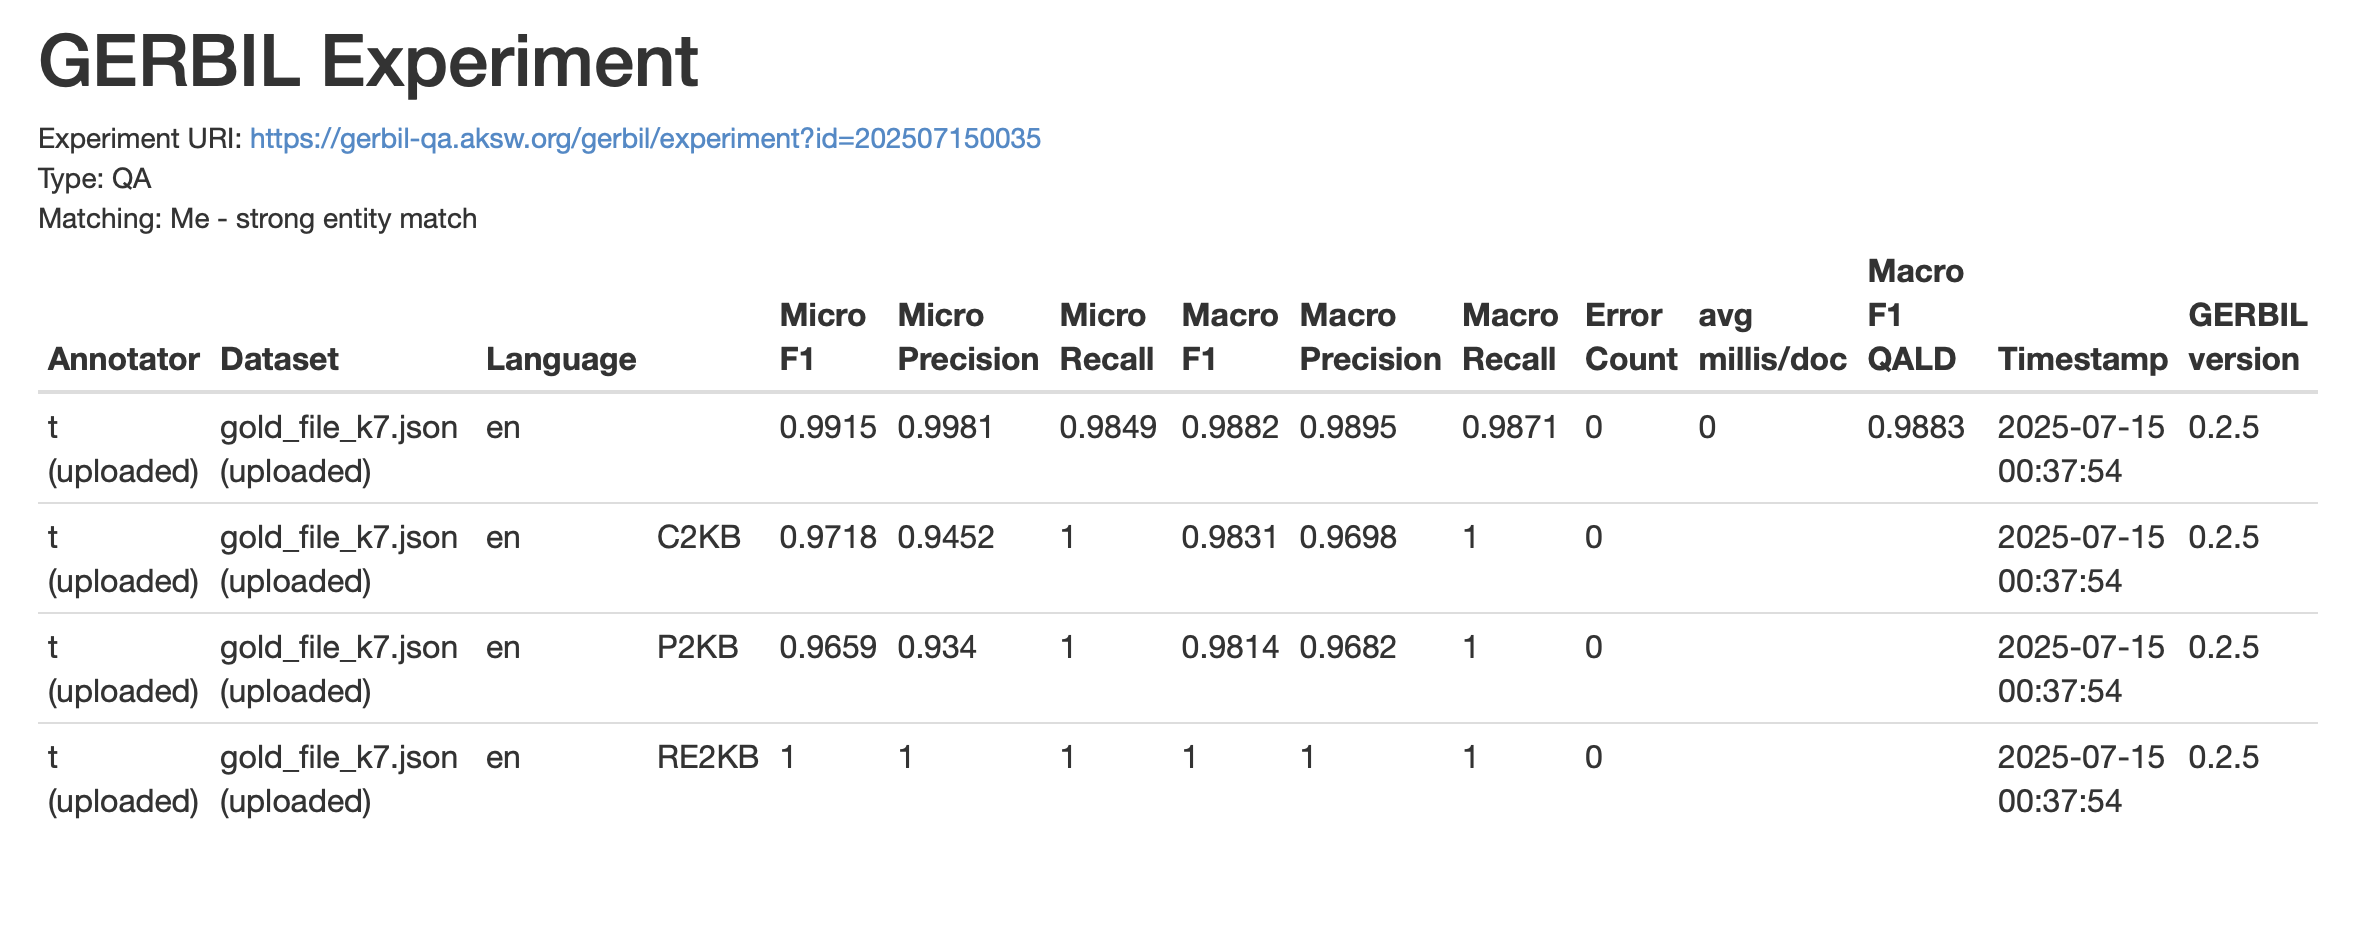 GERBIL Experiment
Experiment URI: https://gerbil-qa.aksw.org/gerbil/experiment?id=202507150035
Type: QA
Matching: Me - strong entity match
Annotator Dataset Language Micro F1 Micro Precision Micro Recall Macro F1 Macro Precision Macro Recall Error Count avg millis/doc Macro F1 QALD Timestamp GERBIL version
t (uploaded) gold_file_k7.json (uploaded) en 0.9915 0.9981 0.9849 0.9882 0.9895 0.9871 0 0 0.9883 2025-07-15 00:37:54 0.2.5
t (uploaded) gold_file_k7.json (uploaded) en C2KB 0.9718 0.9452 1 0.9831 0.9698 1 0 2025-07-15 00:37:54 0.2.5
t (uploaded) gold_file_k7.json (uploaded) en P2KB 0.9659 0.934 1 0.9814 0.9682 1 0 2025-07-15 00:37:54 0.2.5
t (uploaded) gold_file_k7.json (uploaded) en RE2KB 1 1 1 1 1 1 0 2025-07-15 00:37:54 0.2.5